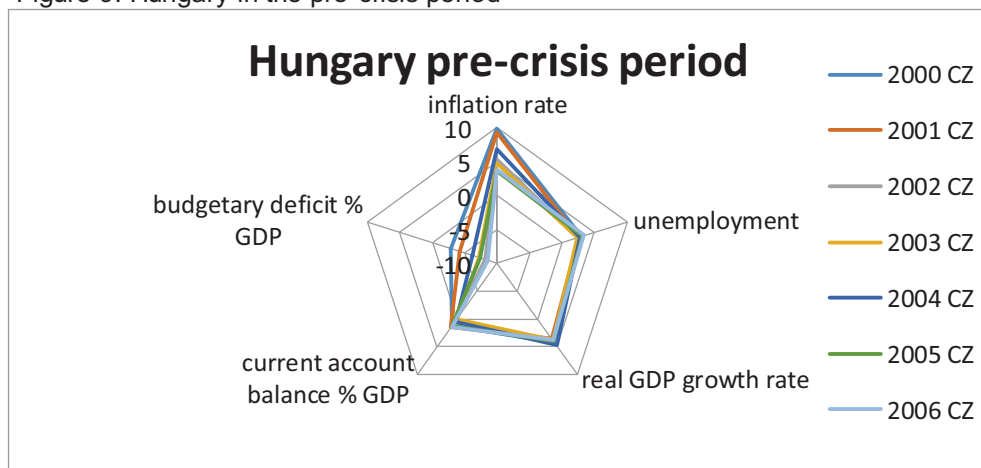 Figure 6: Hungary in the pre-crisis period
Hungary pre-crisis period
inflation rate
10
5
0
-5
-10
unemployment
real GDP growth rate
current account
balance % GDP
budgetary deficit %
GDP
2000 CZ
2001 CZ
2002 CZ
2003 CZ
2004 CZ
2005 CZ
2006 CZ